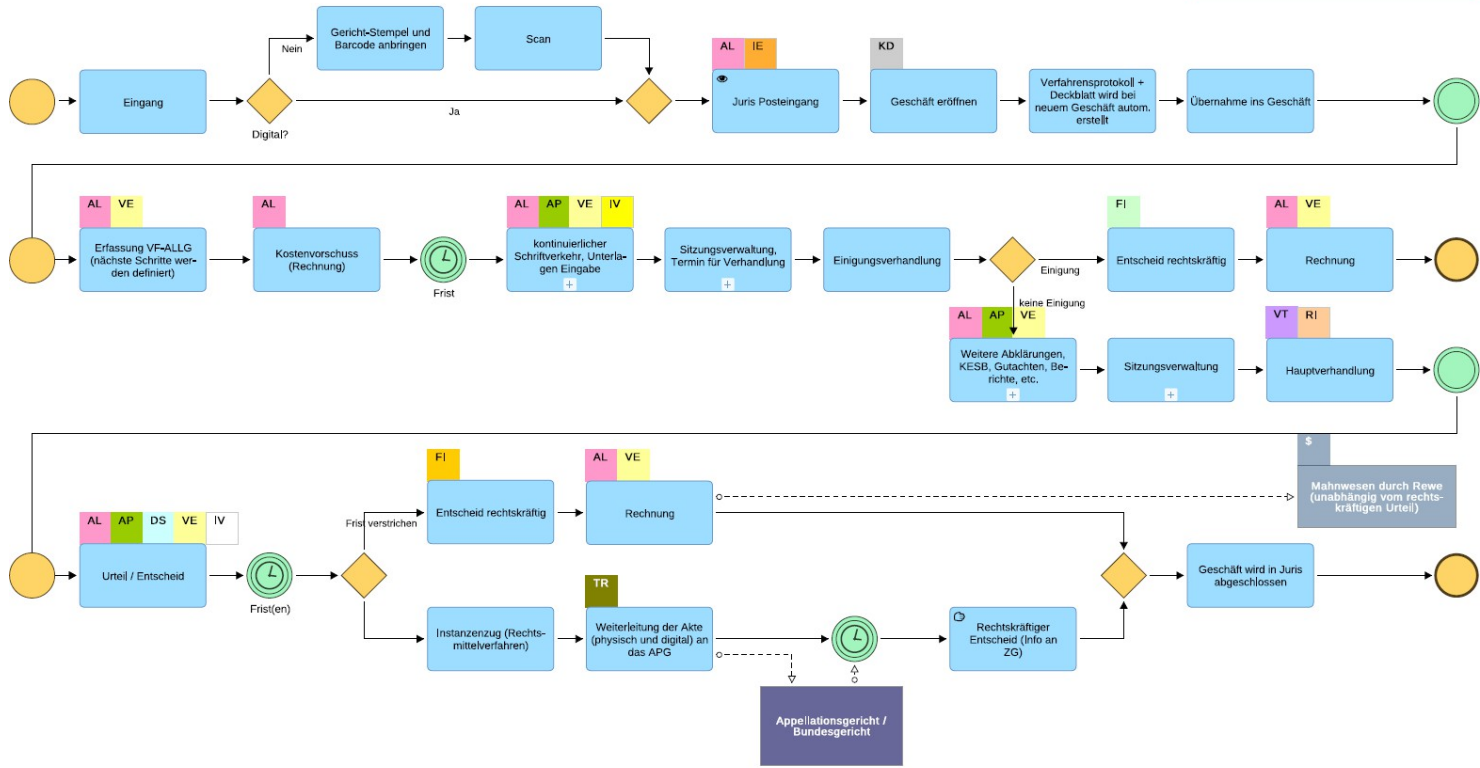 Gericht-Stempel und
Barcode anbringen
Scan
Nein
AL IE
KD
Eingang
Juris Posteingang
Geschäft eröffnen
Verfahrensprotokoll +
Deckblatt wird bei
neuem Geschäft autom.
erstellt
Übernahme ins Geschäft
Ja
Digital?
AL VE
AL
AL AP VE IV
FI
AL VE
Erfassung VF-ALLG
(nächste Schritte wer-
den definiert)
Kostenvorschuss
(Rechnung)
Frist
kontinuierlicher
Schriftverkehr, Unterla-
gen Eingabe
Sitzungsverwaltung,
Termin für Verhandlung
Einigungsverhandlung
Einigung
Entscheid rechtskräftig
Rechnung
keine Einigung
AL AP VE
VT RI
Weitere Abklärungen,
KESB, Gutachten, Be-
richte, etc.
Sitzungsverwaltung
Hauptverhandlung
$
Mahnwesen durch Rewe
(unabhängig vom rechts-
kräftigen Urteil)
FI
AL VE
Entscheid rechtskräftig
Rechnung
Frist verstrichen
AL AP DS VE IV
Urteil / Entscheid
Frist(en)
Geschäft wird in Juris
abgeschlossen
TR
Instanzenzug (Rechts-
mittelverfahren)
Weiterleitung der Akte
(physisch und digital) an
das APG
Rechtskräftiger
Entscheid (Info an
ZG)
Appellationsgericht /
Bundesgericht